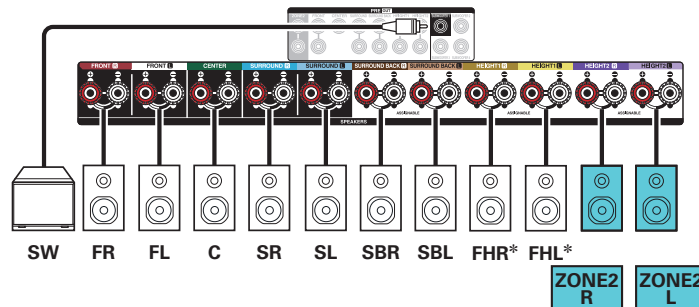 PRE OUT
FRONT R FRONT L CENTER SURROUND R SURROUND L SURROUND BACK R SURROUND BACK L HEIGHT1 R HEIGHT1 L HEIGHT2 R HEIGHT2 L
ASSIGNABLE ASSIGNABLE ASSIGNABLE
SPEAKERS
SW FR FL C SR SL SBR SBL FHR* FHL*
ZONE2 R
ZONE2 L